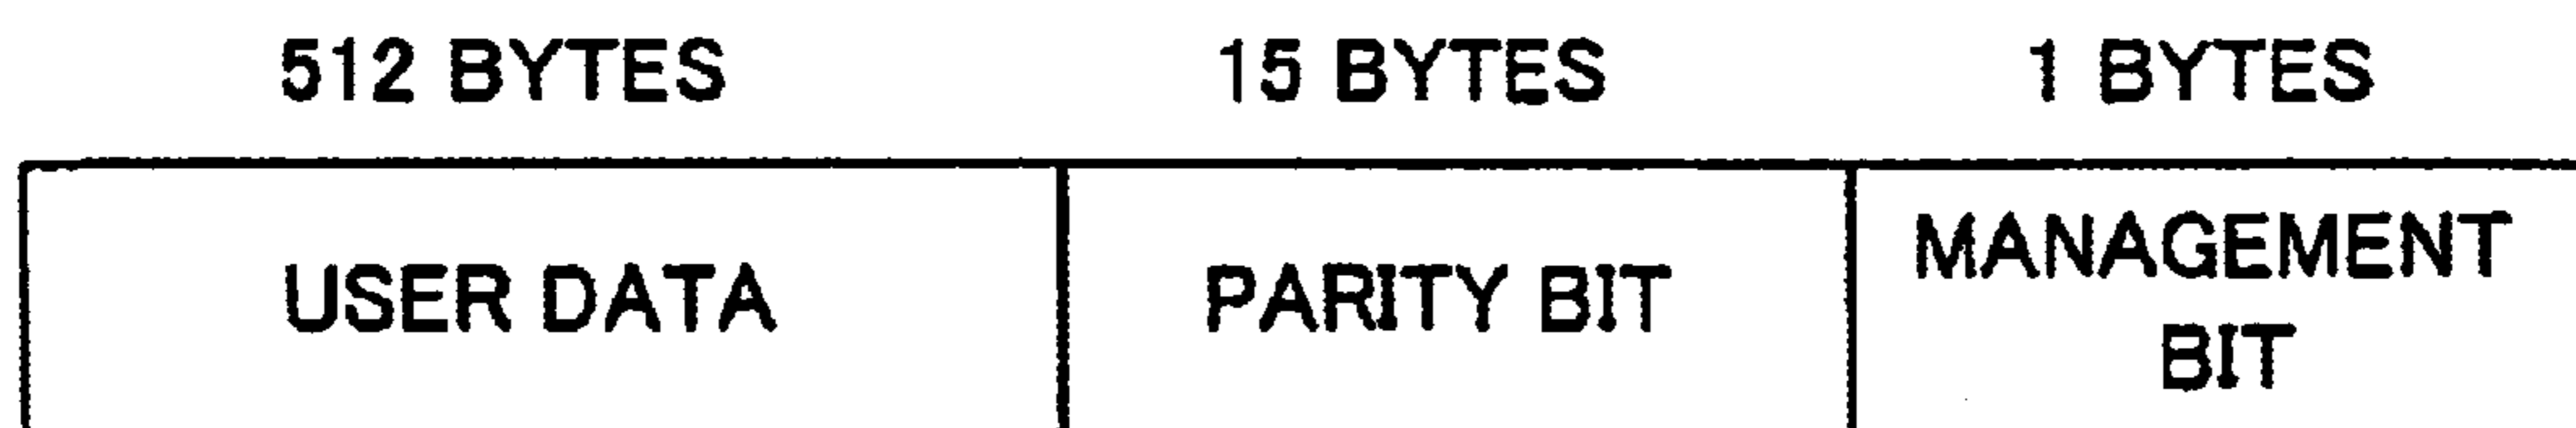 512 BYTES 15 BYTES 1 BYTES
USER DATA PARITY BIT MANAGEMENT
BIT